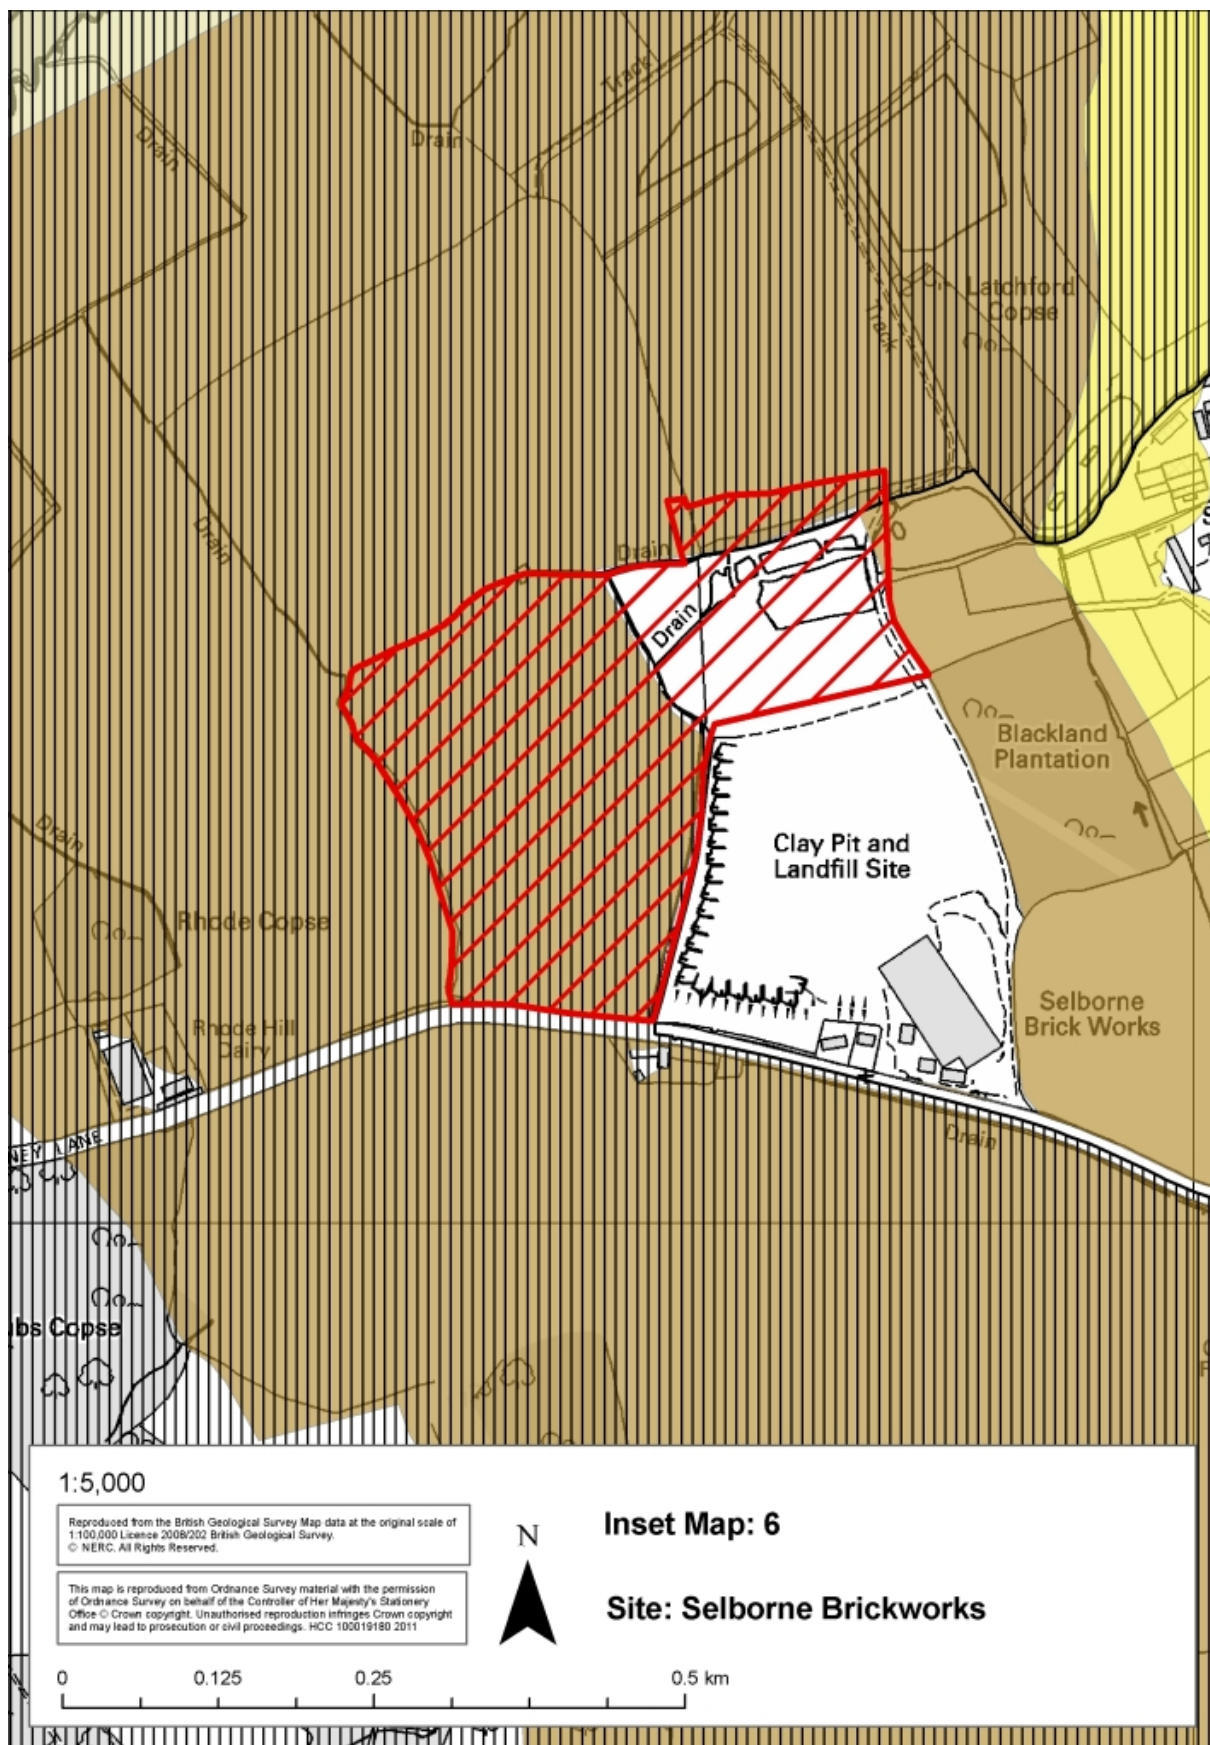 Track
Drain
Drain
Latchford
Copse
Track
Drain
Drain
Drain
Blackland
Plantation
Drain
Clay Pit and
Landfill Site
Rhode Copse
Selborne
Brick Works
Rhode Hill
Dairy
NEY LANE
Drain
ubs Copse
1:5,000
Reproduced from the British Geological Survey Map data at the original scale of
1:100,000 Licence 2008/202 British Geological Survey.
© NERC. All Rights Reserved.
This map is reproduced from Ordnance Survey material with the permission
of Ordnance Survey on behalf of the Controller of Her Majesty's Stationery
Office © Crown copyright. Unauthorised reproduction infringes Crown copyright
and may lead to prosecution or civil proceedings. HCC 100019180 2011
N
Inset Map: 6
Site: Selborne Brickworks
0 0.125 0.25 0.5 km